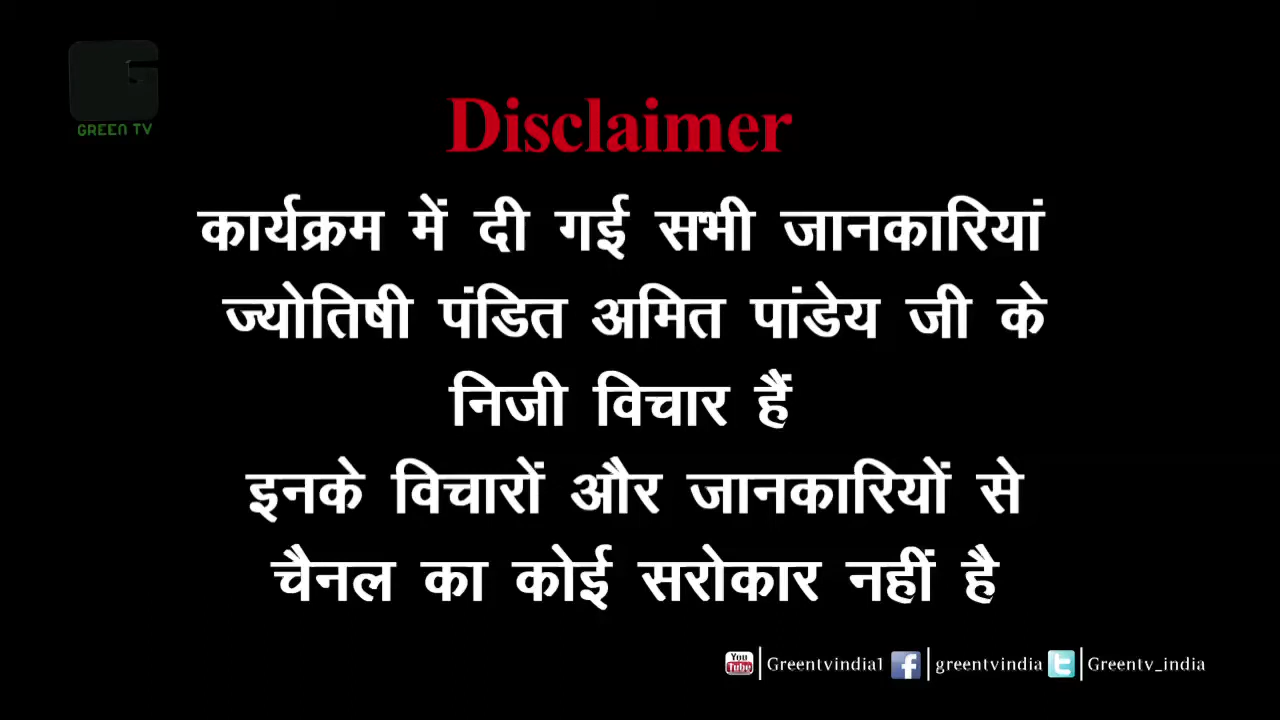 GREEN TV
Disclaimer
कार्यक्रम में दी गई सभी जानकारियां
ज्योतिषी पंडित अमित पांडेय जी के
निजी विचार हैं
इनके विचारों और जानकारियों से
चैनल का कोई सरोकार नहीं है
You Tube Greentvindia1 f greentvindia t Greentv_india